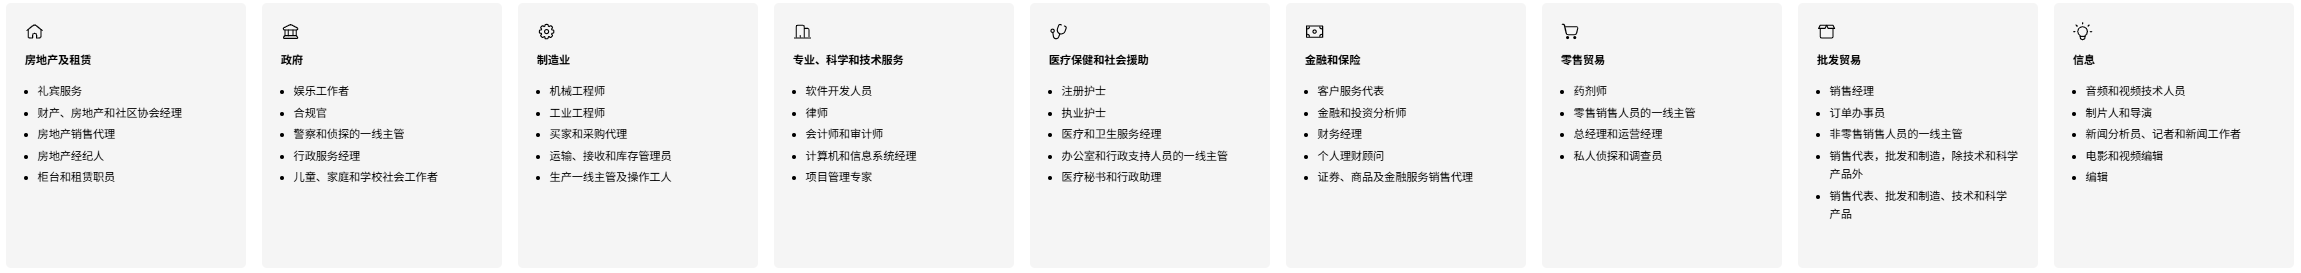 房地产及租赁
礼宾服务
财产、房地产和社区协会经理
房地产销售代理
房地产经纪人
柜台和租赁职员
政府
娱乐工作者
合规官
警察和侦探的一线主管
行政服务经理
儿童、家庭和学校社会工作者
制造业
机械工程师
工业工程师
买家和采购代理
运输、接收和库存管理员
生产一线主管及操作工人
专业、科学和技术服务
软件开发人员
律师
会计师和审计师
计算机和信息系统经理
项目管理专家
医疗保健和社会援助
注册护士
执业护士
医疗和卫生服务经理
办公室和行政支持人员的一线主管
医疗秘书和行政助理
金融和保险
客户服务代表
金融和投资分析师
财务经理
个人理财顾问
证券、商品及金融服务销售代理
零售贸易
药剂师
零售销售人员的一线主管
总经理和运营经理
私人侦探和调查员
批发贸易
销售经理
订单办事员
非零售销售人员的一线主管
销售代表，批发和制造，除技术和科学
产品外
销售代表、批发和制造、技术和科学
产品
信息
音频和视频技术人员
制片人和导演
新闻分析员、记者和新闻工作者
电影和视频编辑
编辑